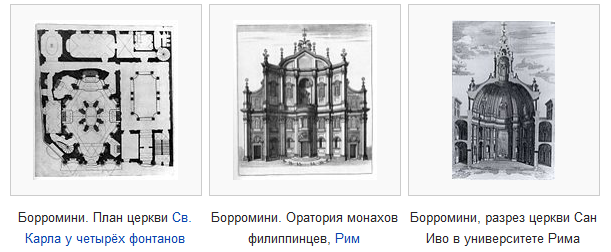 Борромини. План церкви Св.
Карла у четырёх фонтанов
Борромини. Оратория монахов
филиппинцев, Рим
Борромини, разрез церкви Сан
Иво в университете Рима